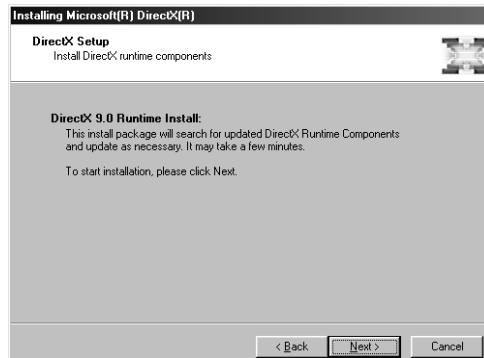 Installing Microsoft(R) DirectX(R)
DirectX Setup
Install DirectX runtime components
DirectX 9.0 Runtime Install:
This install package will search for updated DirectX Runtime Components
and update as necessary. It may take a few minutes.
To start installation, please click Next.
< Back
Next >
Cancel